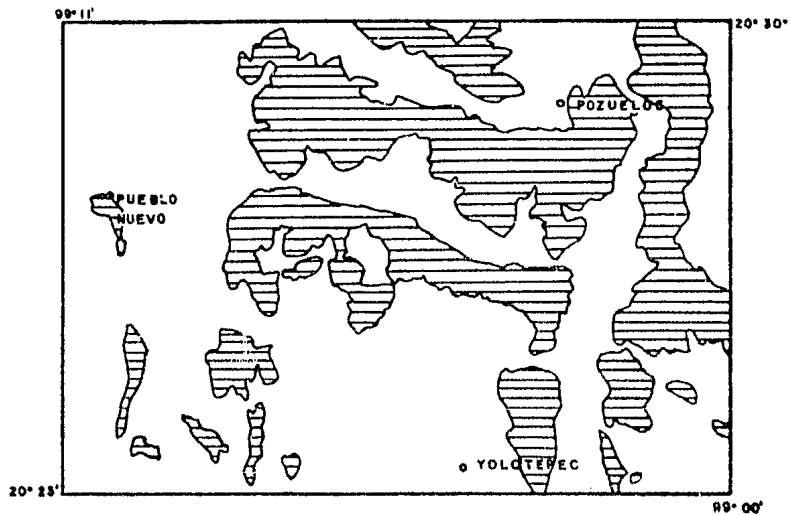 99° 11'
20° 30'
POZUELOS
PUEBLO
NUEVO
YOLOTEPEC
20° 23'
99° 00'